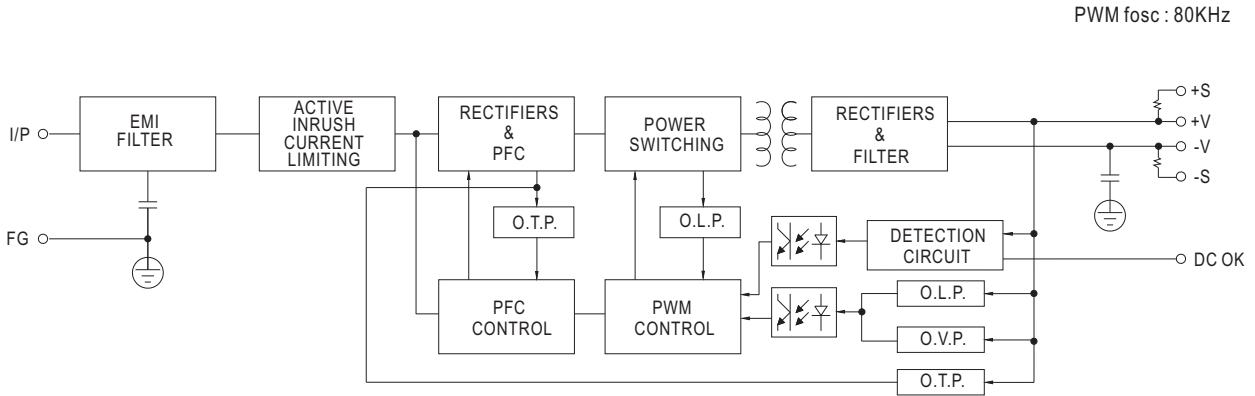 PWM fosc : 80KHz
I/P
EMI
FILTER
ACTIVE
INRUSH
CURRENT
LIMITING
RECTIFIERS
&
PFC
POWER
SWITCHING
RECTIFIERS
&
FILTER
+S
+V
-V
-S
FG
O.T.P.
O.L.P.
DETECTION
CIRCUIT
DC OK
PFC
CONTROL
PWM
CONTROL
O.L.P.
O.V.P.
O.T.P.